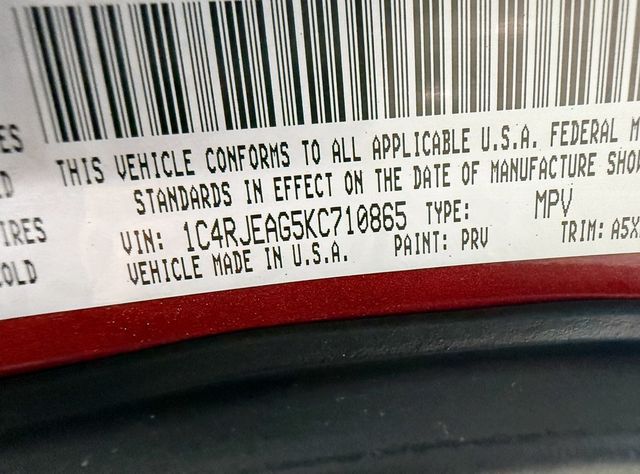 ES
THIS VEHICLE CONFORMS TO ALL APPLICABLE U.S.A. FEDERAL M
D
STANDARDS IN EFFECT ON THE DATE OF MANUFACTURE SHO
IRES
VIN: 1C4RJEAG5KC710865 TYPE: MPV
OLD
VEHICLE MADE IN U.S.A. PAINT: PRV TRIM: A5X